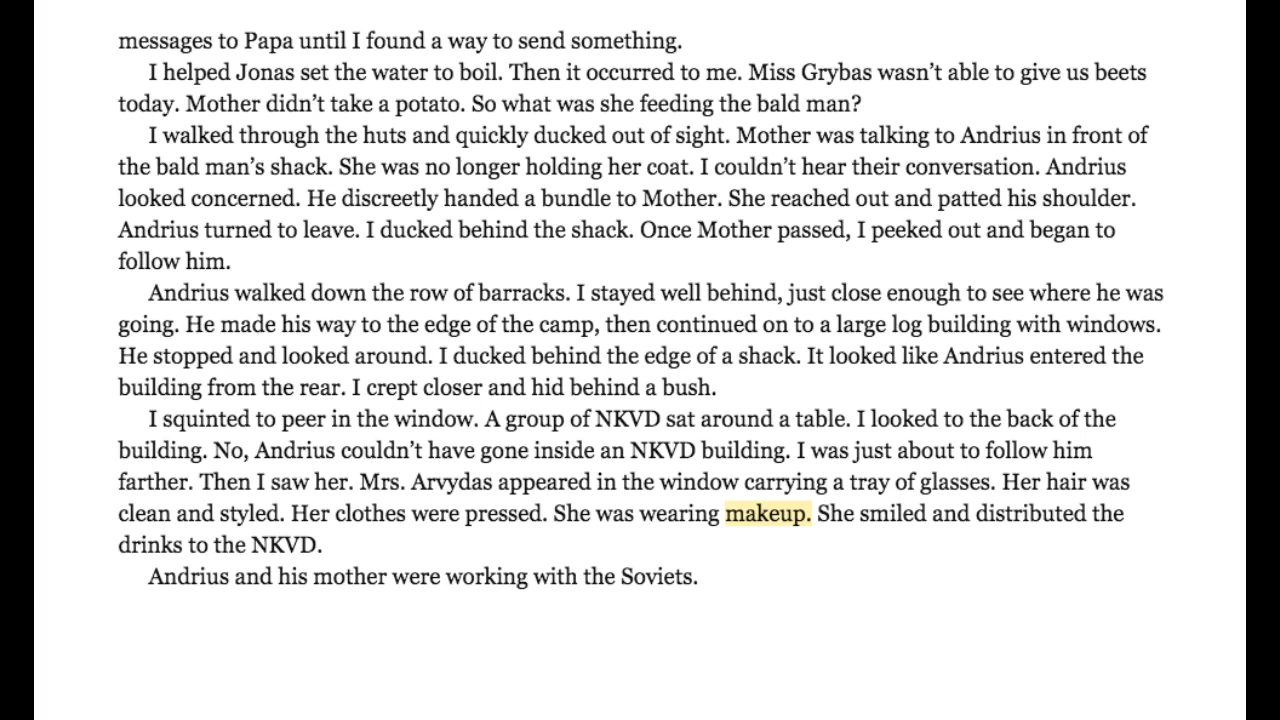 messages to Papa until I found a way to send something.
I helped Jonas set the water to boil. Then it occurred to me. Miss Grybas wasn’t able to give us beets
today. Mother didn’t take a potato. So what was she feeding the bald man?
I walked through the huts and quickly ducked out of sight. Mother was talking to Andrius in front of
the bald man’s shack. She was no longer holding her coat. I couldn’t hear their conversation. Andrius
looked concerned. He discreetly handed a bundle to Mother. She reached out and patted his shoulder.
Andrius turned to leave. I ducked behind the shack. Once Mother passed, I peeked out and began to
follow him.
Andrius walked down the row of barracks. I stayed well behind, just close enough to see where he was
going. He made his way to the edge of the camp, then continued on to a large log building with windows.
He stopped and looked around. I ducked behind the edge of a shack. It looked like Andrius entered the
building from the rear. I crept closer and hid behind a bush.
I squinted to peer in the window. A group of NKVD sat around a table. I looked to the back of the
building. No, Andrius couldn’t have gone inside an NKVD building. I was just about to follow him
farther. Then I saw her. Mrs. Arvydas appeared in the window carrying a tray of glasses. Her hair was
clean and styled. Her clothes were pressed. She was wearing makeup. She smiled and distributed the
drinks to the NKVD.
Andrius and his mother were working with the Soviets.